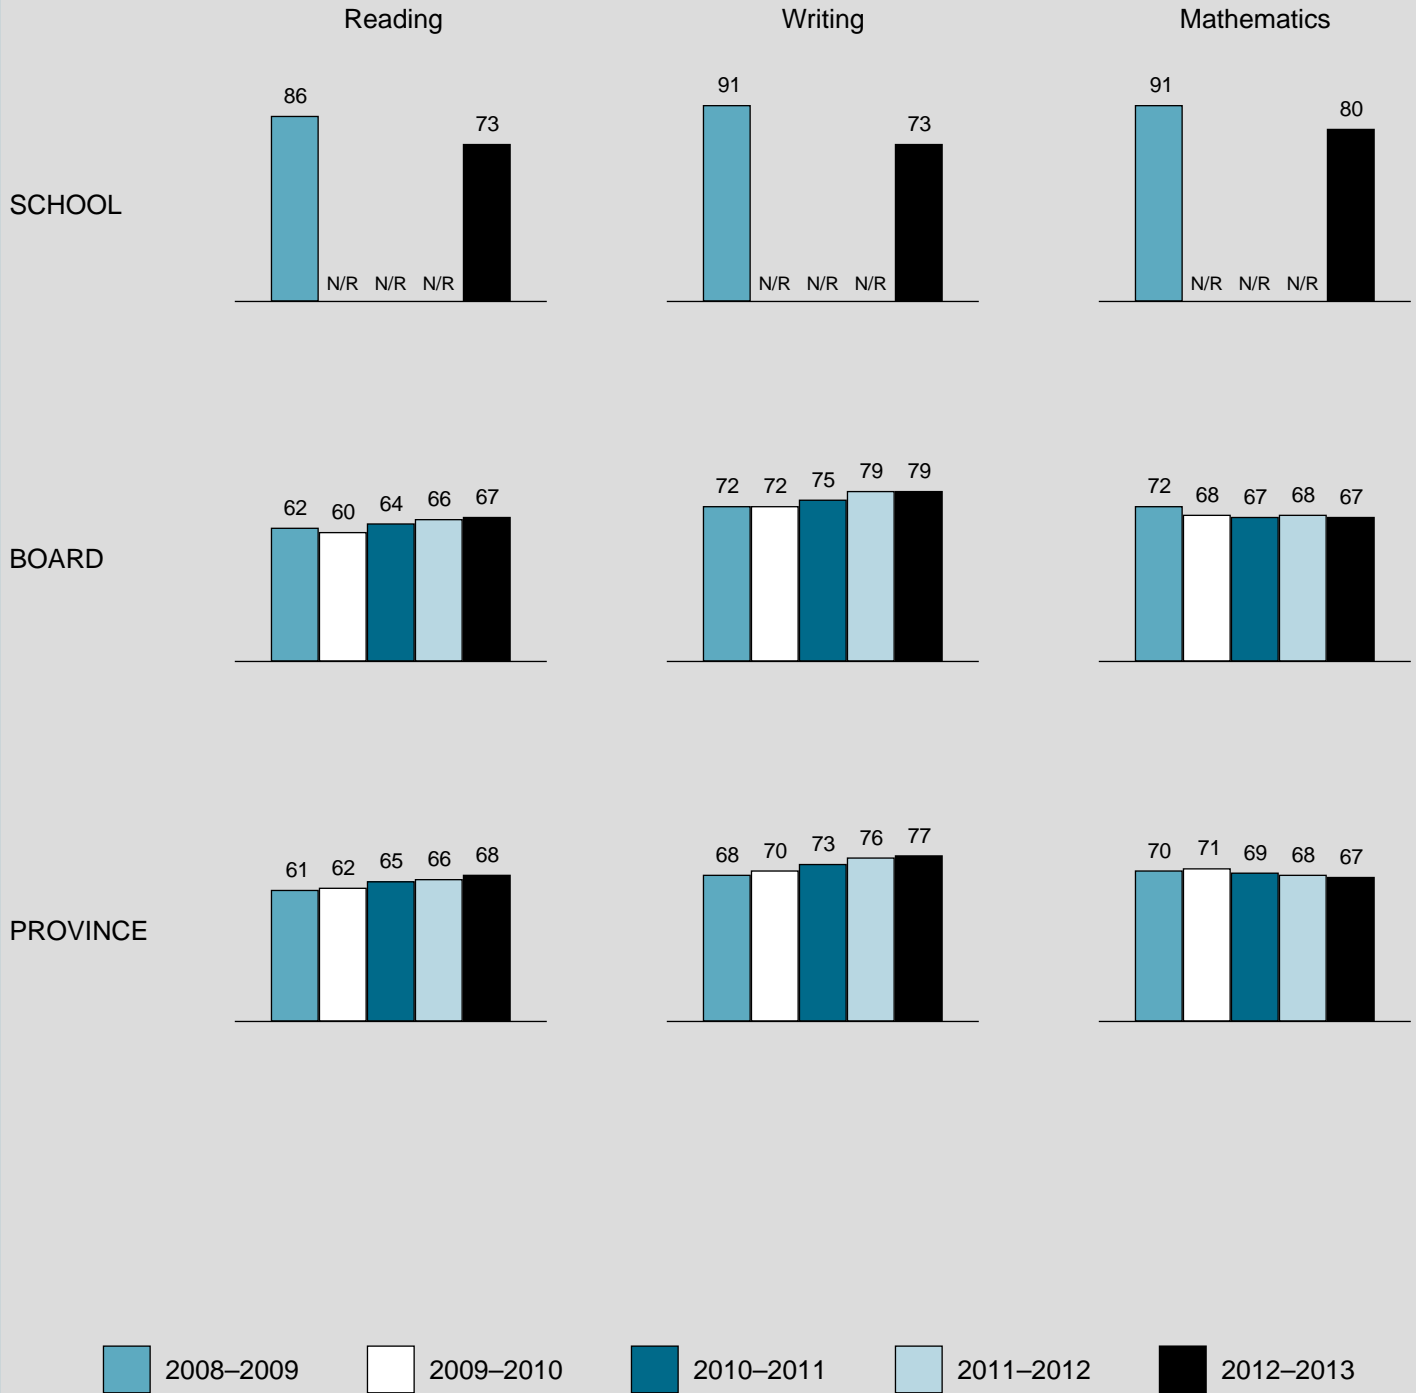 Reading Writing Mathematics
SCHOOL
86 N/R N/R N/R 73
91 N/R N/R N/R 73
91 N/R N/R N/R 80
BOARD
62 60 64 66 67
72 72 75 79 79
72 68 67 68 67
PROVINCE
61 62 65 66 68
68 70 73 76 77
70 71 69 68 67
2008–2009 2009–2010 2010–2011 2011–2012 2012–2013